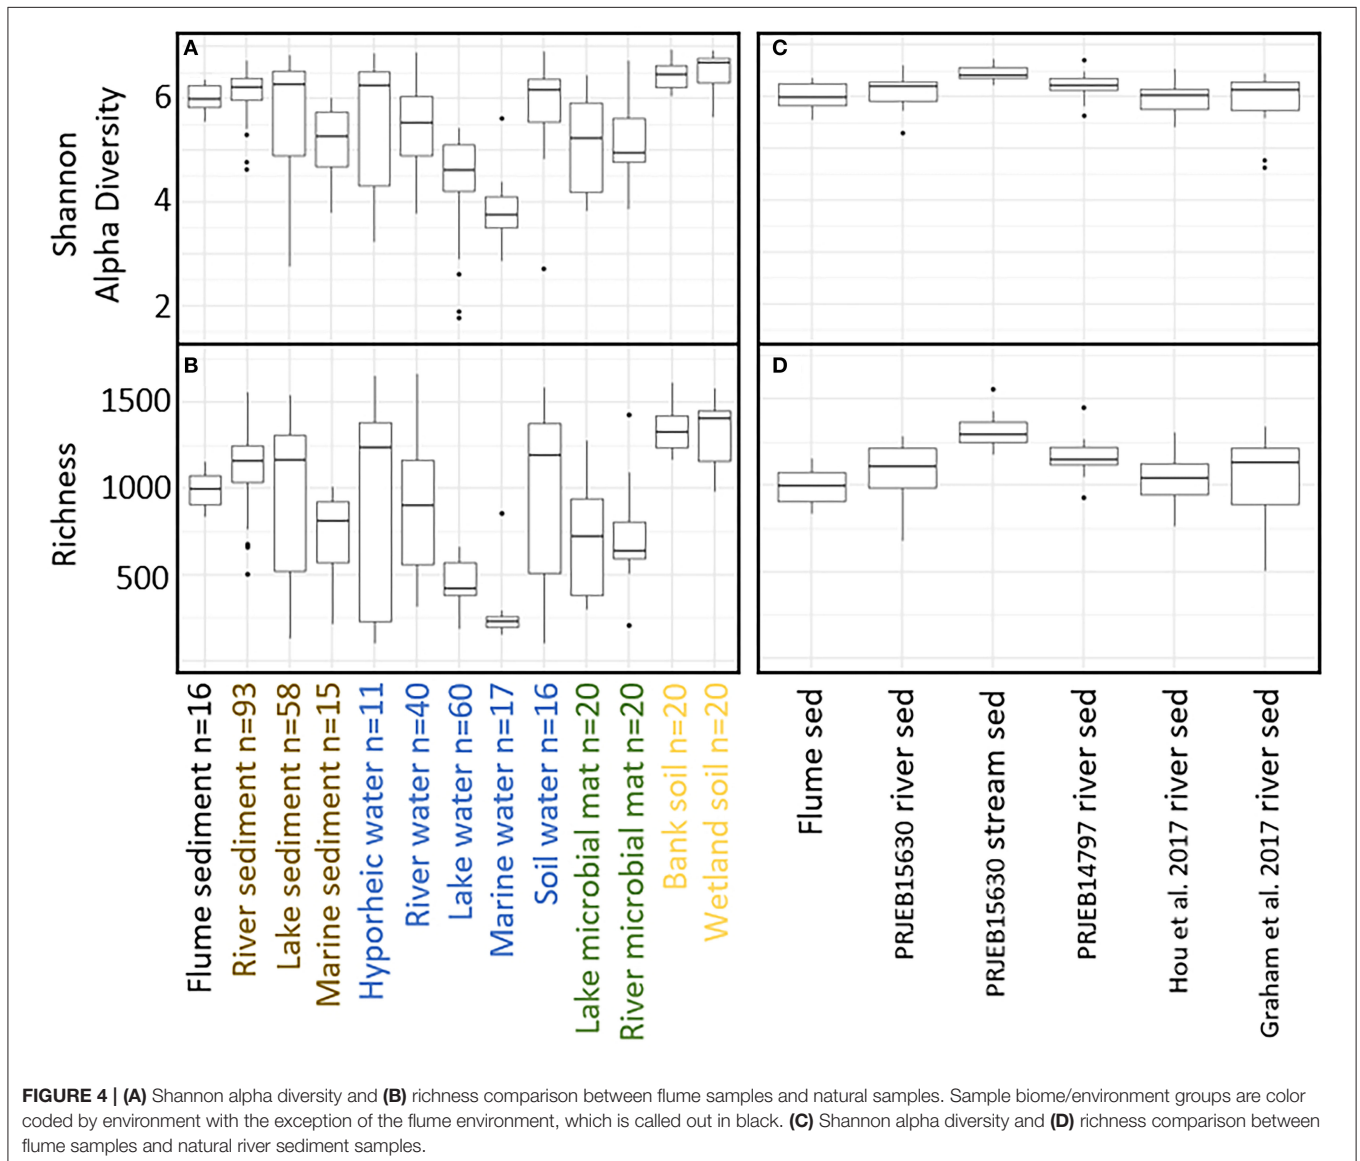 A
C
Shannon
Alpha Diversity
6
4
2
B
D
Richness
1500
1000
500
Flume sediment n=16
River sediment n=93
Lake sediment n=58
Marine sediment n=15
Hyporheic water n=11
River water n=40
Lake water n=60
Marine water n=17
Soil water n=16
Lake microbial mat n=20
River microbial mat n=20
Bank soil n=20
Wetland soil n=20
Flume sed
PRJEB15630 river sed
PRJEB15630 stream sed
PRJEB14797 river sed
Hou et al. 2017 river sed
Graham et al. 2017 river sed
FIGURE 4 | (A) Shannon alpha diversity and (B) richness comparison between flume samples and natural samples. Sample biome/environment groups are color
coded by environment with the exception of the flume environment, which is called out in black. (C) Shannon alpha diversity and (D) richness comparison between
flume samples and natural river sediment samples.